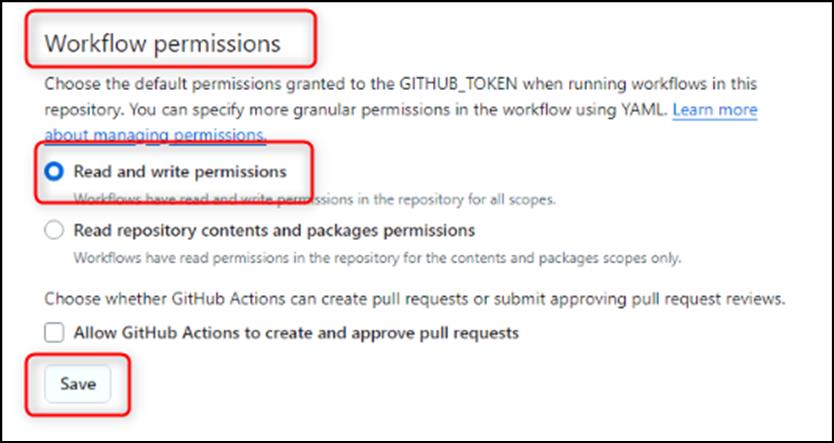 Workflow permissions
Choose the default permissions granted to the GITHUB_TOKEN when running workflows in this
repository. You can specify more granular permissions in the workflow using YAML. Learn more
about managing permissions.
Read and write permissions
Workflows have read and write permissions in the repository for all scopes.
Read repository contents and packages permissions
Workflows have read permissions in the repository for the contents and packages scopes only.
Choose whether GitHub Actions can create pull requests or submit approving pull request reviews.
Allow GitHub Actions to create and approve pull requests
Save